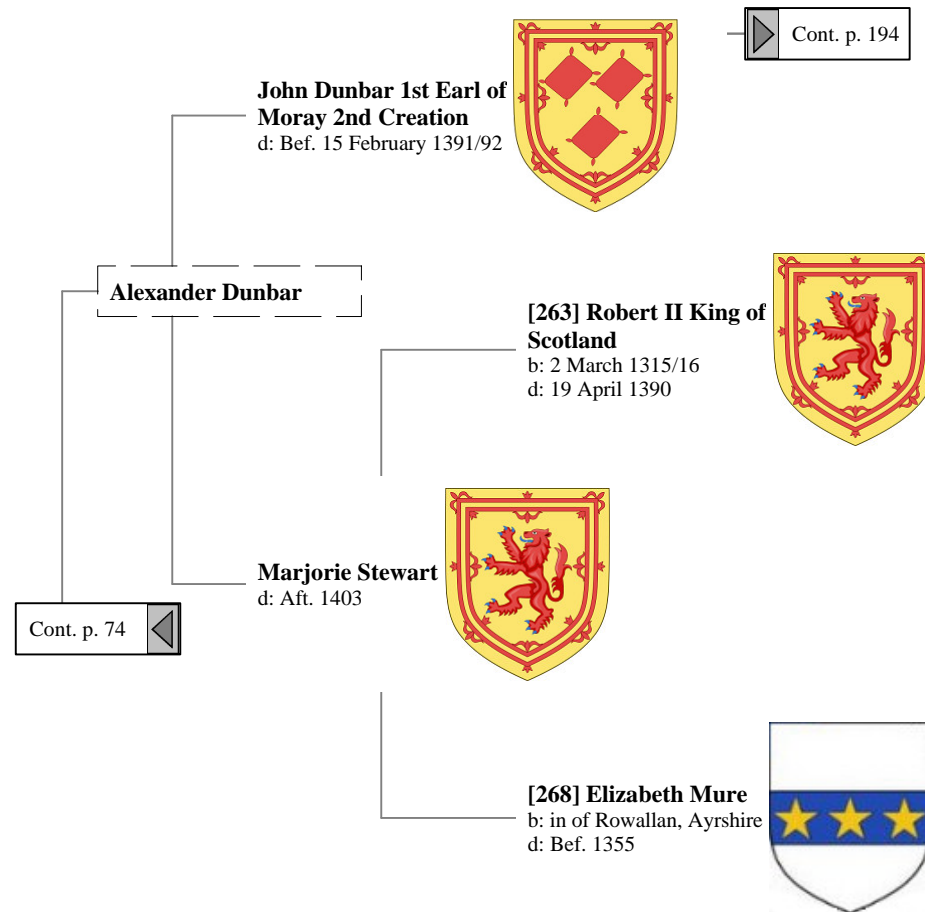 Cont. p. 194
John Dunbar 1st Earl of
Moray 2nd Creation
d: Bef. 15 February 1391/92
Alexander Dunbar
[263] Robert II King of
Scotland
b: 2 March 1315/16
d: 19 April 1390
Marjorie Stewart
d: Aft. 1403
Cont. p. 74
[268] Elizabeth Mure
b: in of Rowallan, Ayrshire
d: Bef. 1355